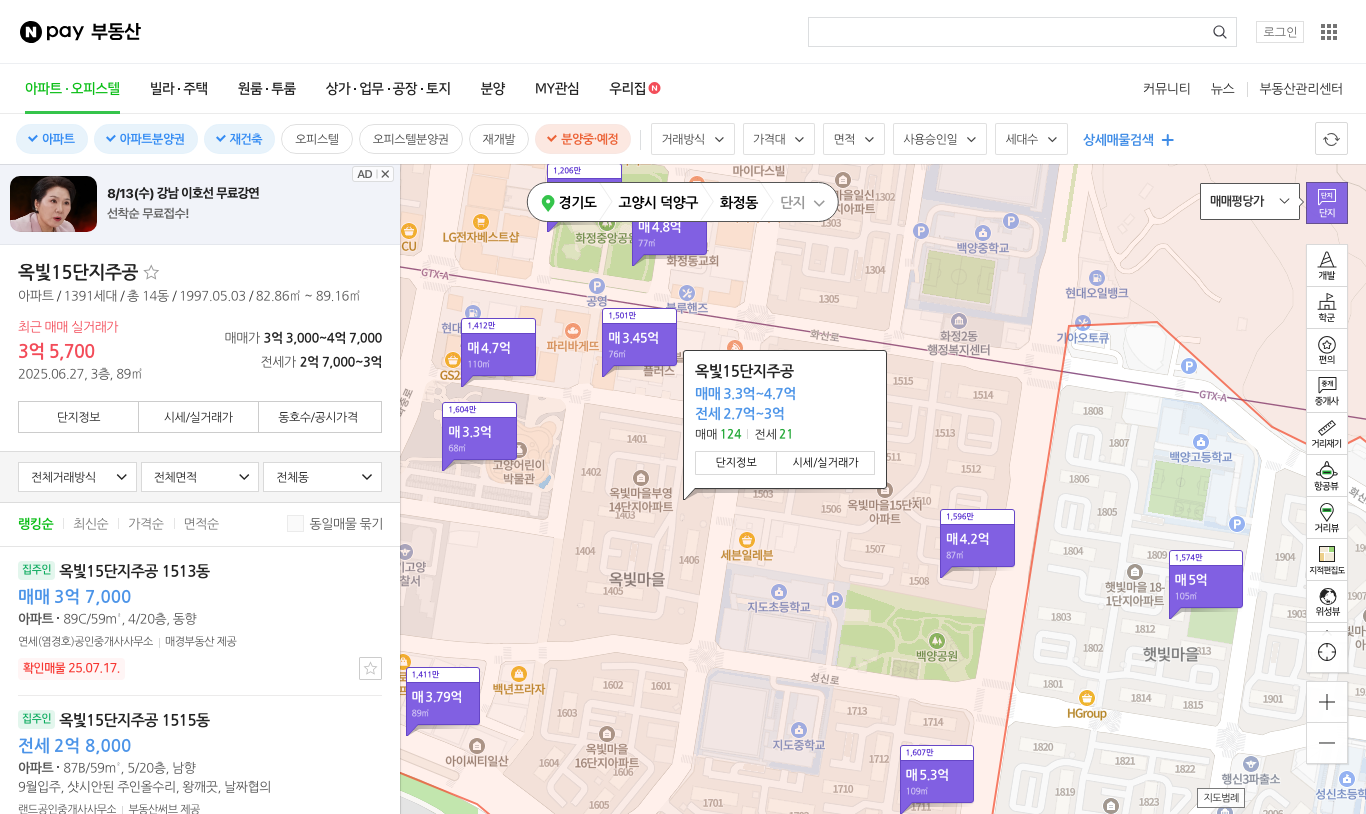 N pay 부동산
로그인
아파트·오피스텔
빌라·주택
원룸·투룸
상가·업무·공장·토지
분양
MY관심
우리집 N
커뮤니티
뉴스
부동산관리센터
아파트
아파트분양권
재건축
오피스텔
오피스텔분양권
재개발
분양중·예정
거래방식
가격대
면적
사용승인일
세대수
상세매물검색
AD
8/13(수) 강남 이호선 무료강연
선착순 무료접수!
옥빛15단지주공
아파트 / 1391세대 / 총 14동 / 1997.05.03 / 82.86㎡ ~ 89.16㎡
최근 매매 실거래가
3억 5,700
2025.06.27, 3층, 89㎡
매매가 3억 3,000~4억 7,000
전세가 2억 7,000~3억
단지정보
시세/실거래가
동호수/공시가격
전체거래방식
전체면적
전체동
랭킹순
최신순
가격순
면적순
동일매물 묶기
집주인 옥빛15단지주공 1513동
매매 3억 7,000
아파트 · 89C/59㎡, 4/20층, 동향
연세(염경호)공인중개사사무소
매경부동산 제공
확인매물 25.07.17.
집주인 옥빛15단지주공 1515동
전세 2억 8,000
아파트 · 87B/59㎡, 5/20층, 남향
9월입주, 샷시안된 주인올수리, 왕깨끗, 날짜협의
랜드공인중개사사무소
부동산써브 제공
경기도
고양시 덕양구
화정동
단지
매매평당가
단지
개발
학군
편의
중개
중개사
거리재기
항공뷰
거리뷰
지적편집도
위성뷰
지도범례
1,206만
매4.8억
77㎡
마이다스빌
LG전자베스트샵
CU
화정중앙공원
화정동교회
1302
1304
1305
1303
백양중학교
GTX-A
공영
블루핸즈
현대오일뱅크
1,412만
매4.7억
110㎡
파리바게뜨
1,501만
매3.45억
76㎡
화신로
화정2동
행정복지센터
기아오토큐
GS25
플러스
옥빛15단지주공
매매 3.3억~4.7억
전세 2.7억~3억
매매 124
전세 21
단지정보
시세/실거래가
1,604만
매3.3억
68㎡
고양어린이
박물관
1401
1402
1403
1404
1405
1406
옥빛마을부영
14단지아파트
1503
1506
1507
1510
1513
1514
1515
옥빛15단지
아파트
GTX-A
1808
1806
1804
1809
백양고등학교
세븐일레븐
1,596만
매4.2억
87㎡
1,574만
매5억
105㎡
햇빛마을 18-
1단지아파트
1803
1812
햇빛마을
옥빛마을
지도초등학교
백양공원
성신로
1,411만
매3.79억
89㎡
백년프라자
1601
1602
1603
1604
1605
1606
아이씨티일산
옥빛마을
16단지아파트
1701
1702
1711
1713
1714
지도중학교
1,607만
매5.3억
109㎡
HGroup
1801
1814
1815
1819
1820
1821
1822
1823
1901
1903
1904
행신3파출소
성신초등학교